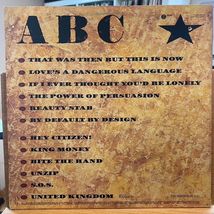 ABC
THAT WAS THEN BUT THIS IS NOW
LOVE'S A DANGEROUS LANGUAGE
IF I EVER THOUGHT YOU'D BE LONELY
THE POWER OF PERSUASION
BEAUTY STAB
BY DEFAULT BY DESIGN
HEY CITIZEN!
KING MONEY
BITE THE HAND
UNZIP
S.O.S.
UNITED KINGDOM